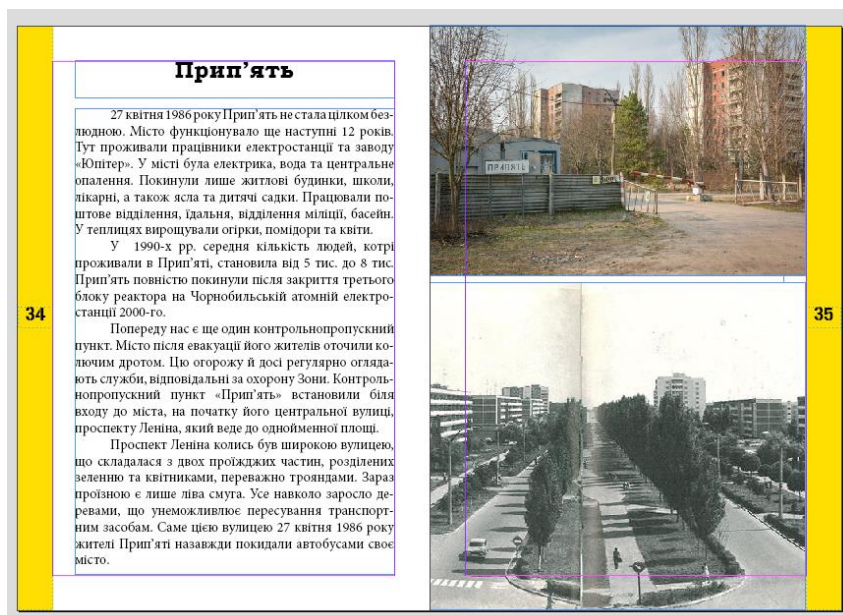 Прип’ять
27 квітня 1986 року Прип’ять не стала цілком без-
людною. Місто функціонувало ще наступні 12 років.
Тут проживали працівники електростанції та заводу
«Юпітер». У місті була електрика, вода та центральне
опалення. Покинули лише житлові будинки, школи,
лікарні, а також ясла та дитячі садки. Працювали по-
штове відділення, їдальня, відділення міліції, басейн.
У теплицях вирощували огірки, помідори та квіти.
У 1990-х рр. середня кількість людей, котрі
проживали в Прип’яті, становила від 5 тис. до 8 тис.
Прип’ять повністю покинули після закриття третього
блоку реактора на Чорнобильській атомній електро-
станції 2000-го.
Попереду нас є ще один контрольнопропускний
пункт. Місто після евакуації його жителів оточили ко-
лючим дротом. Цю огорожу й досі регулярно огляда-
ють служби, відповідальні за охорону Зони. Контроль-
нопропускний пункт «Прип’ять» встановили біля
входу до міста, на початку його центральної вулиці,
проспекту Леніна, який веде до однойменної площі.
Проспект Леніна колись був широкою вулицею,
що складалася з двох проїжджих частин, розділених
зеленню та квітниками, переважно трояндами. Зараз
проїзною є лише ліва смуга. Усе навколо заросло де-
ревами, що унеможливлює пересування транспорт-
ним засобам. Саме цією вулицею 27 квітня 1986 року
жителі Прип’яті назавжди покидали автобусами своє
місто.
34
ПРИПЯТЬ
35